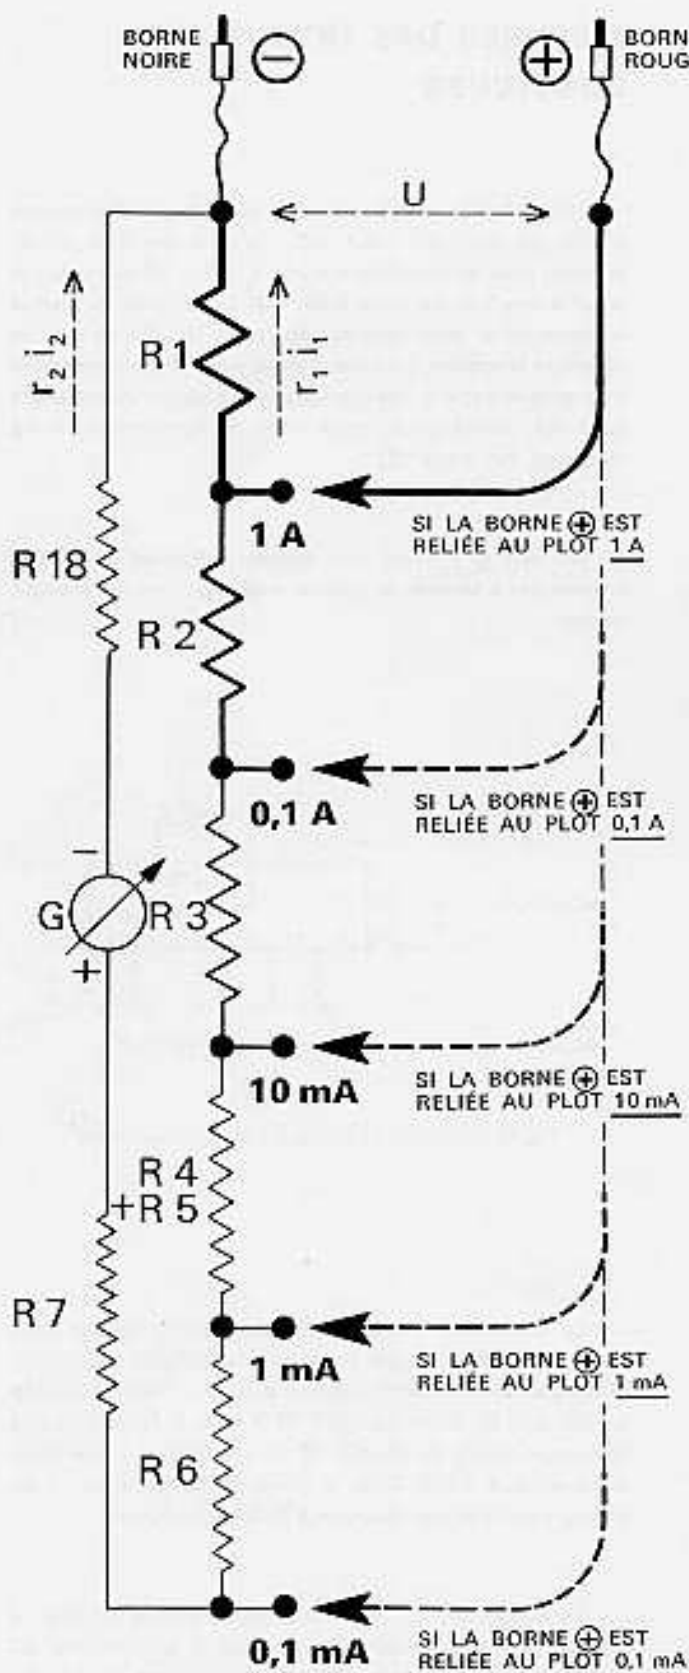 BORNE
NOIRE
−
+
BORN
ROUG
U
r₂ i₂
R 1
r₁ i₁
1 A
SI LA BORNE ⊕ EST
RELIÉE AU PLOT 1 A
R 18
R 2
0,1 A
SI LA BORNE ⊕ EST
RELIÉE AU PLOT 0,1 A
−
G
R 3
+
10 mA
SI LA BORNE ⊕ EST
RELIÉE AU PLOT 10 mA
R 4
+R 5
R 7
1 mA
SI LA BORNE ⊕ EST
RELIÉE AU PLOT 1 mA
R 6
0,1 mA
SI LA BORNE ⊕ EST
RELIÉE AU PLOT 0,1 mA